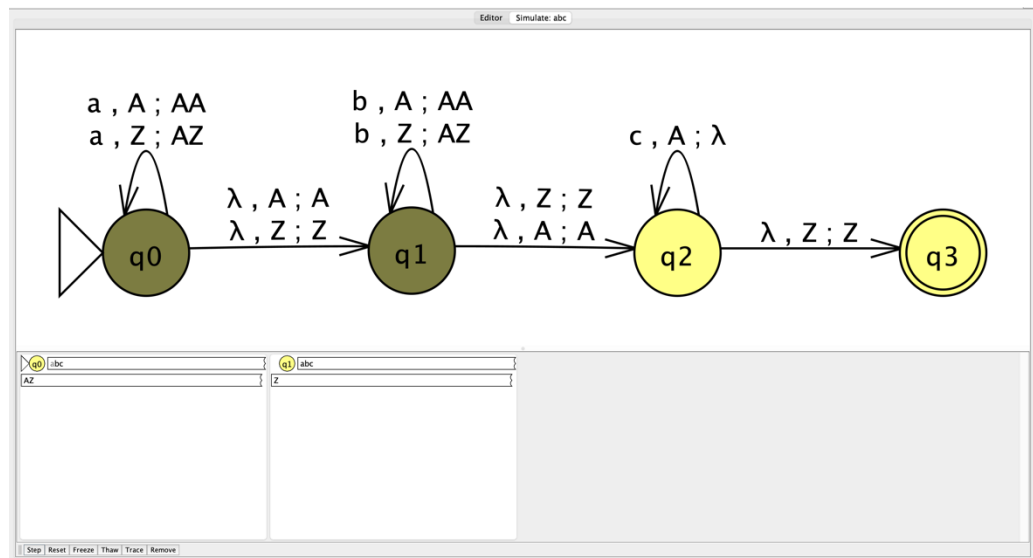 Editor Simulate: abc
a , A ; AA
a , Z ; AZ
b , A ; AA
b , Z ; AZ
c , A ; λ
λ , A ; A
λ , Z ; Z
λ , Z ; Z
λ , A ; A
λ , Z ; Z
q0 q1 q2 q3
q0 abc
AZ
q1 abc
Z
Step Reset Freeze Thaw Trace Remove